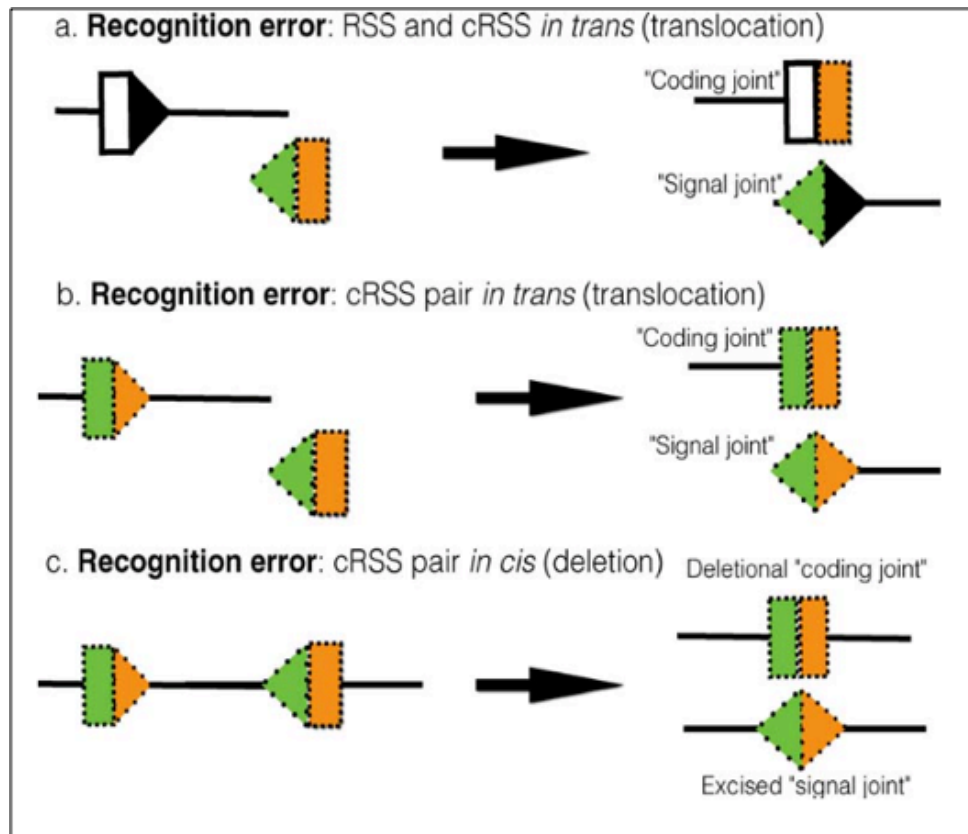 a. Recognition error: RSS and cRSS in trans (translocation)
"Coding joint"
"Signal joint"
b. Recognition error: cRSS pair in trans (translocation)
"Coding joint"
"Signal joint"
c. Recognition error: cRSS pair in cis (deletion)
Deletional "coding joint"
Excised "signal joint"